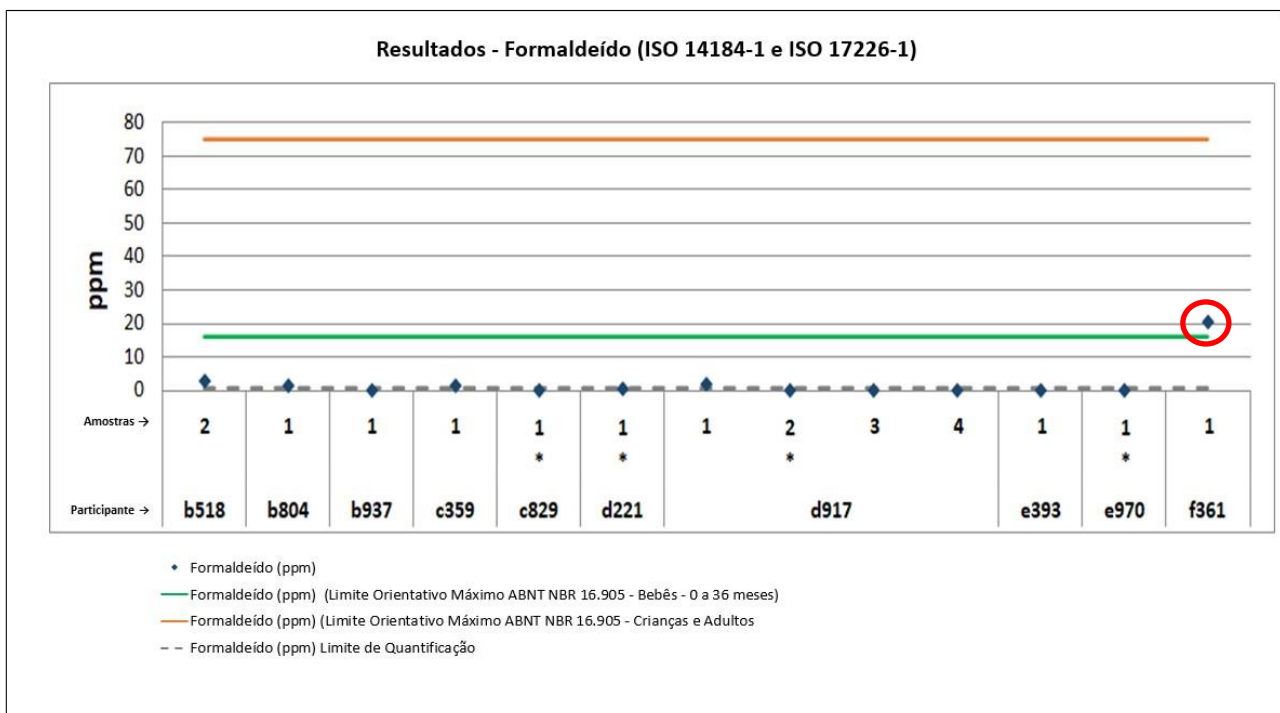 Resultados - Formaldeído (ISO 14184-1 e ISO 17226-1)
80
70
60
50
40
30
20
10
0
ppm
Amostras → 2 1 1 1 1 1 1 2 3 4 1 1 1
* * * *
Participante → b518 b804 b937 c359 c829 d221 d917 e393 e970 f361
Formaldeído (ppm)
Formaldeído (ppm) (Limite Orientativo Máximo ABNT NBR 16.905 - Bebês - 0 a 36 meses)
Formaldeído (ppm) (Limite Orientativo Máximo ABNT NBR 16.905 - Crianças e Adultos
Formaldeído (ppm) Limite de Quantificação